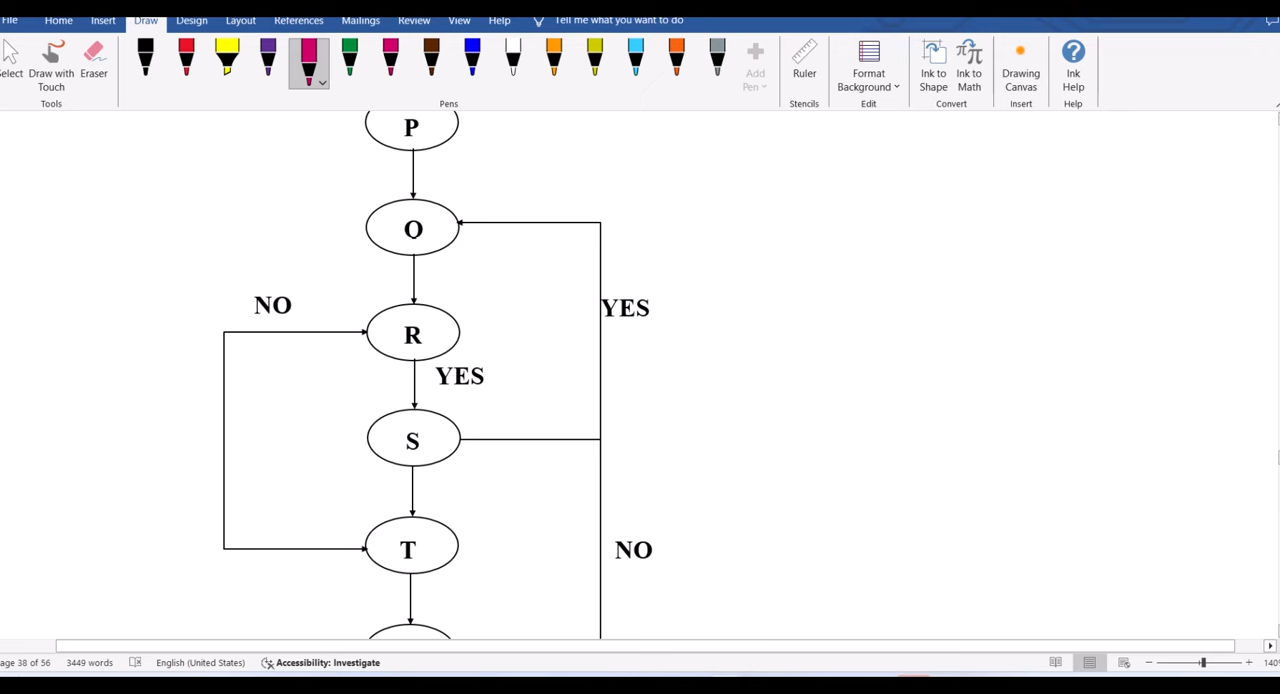 File Home Insert Draw Design Layout References Mailings Review View Help Tell me what you want to do
Select Draw with Touch Eraser Add Pen Ruler Format Background Ink to Shape Ink to Math Drawing Canvas Ink Help
Tools Pens Stencils Edit Convert Insert Help
P
O
NO YES
R
YES
S
T NO
age 38 of 56 3449 words English (United States) Accessibility: Investigate 140